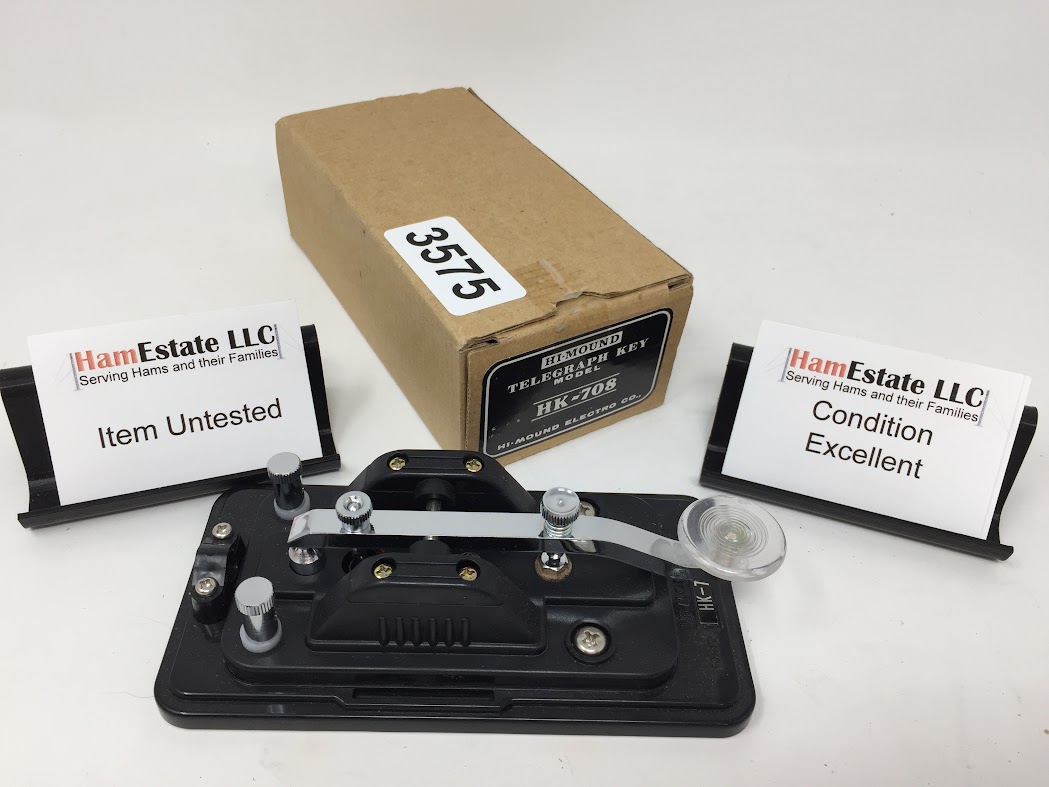 3575
HI-MOUND
TELEGRAPH KEY
MODEL
HK-708
HI-MOUND ELECTRO CO.,
HamEstate LLC
Serving Hams and their Families
Item Untested
HamEstate LLC
Serving Hams and their Families
Condition
Excellent
HK-7